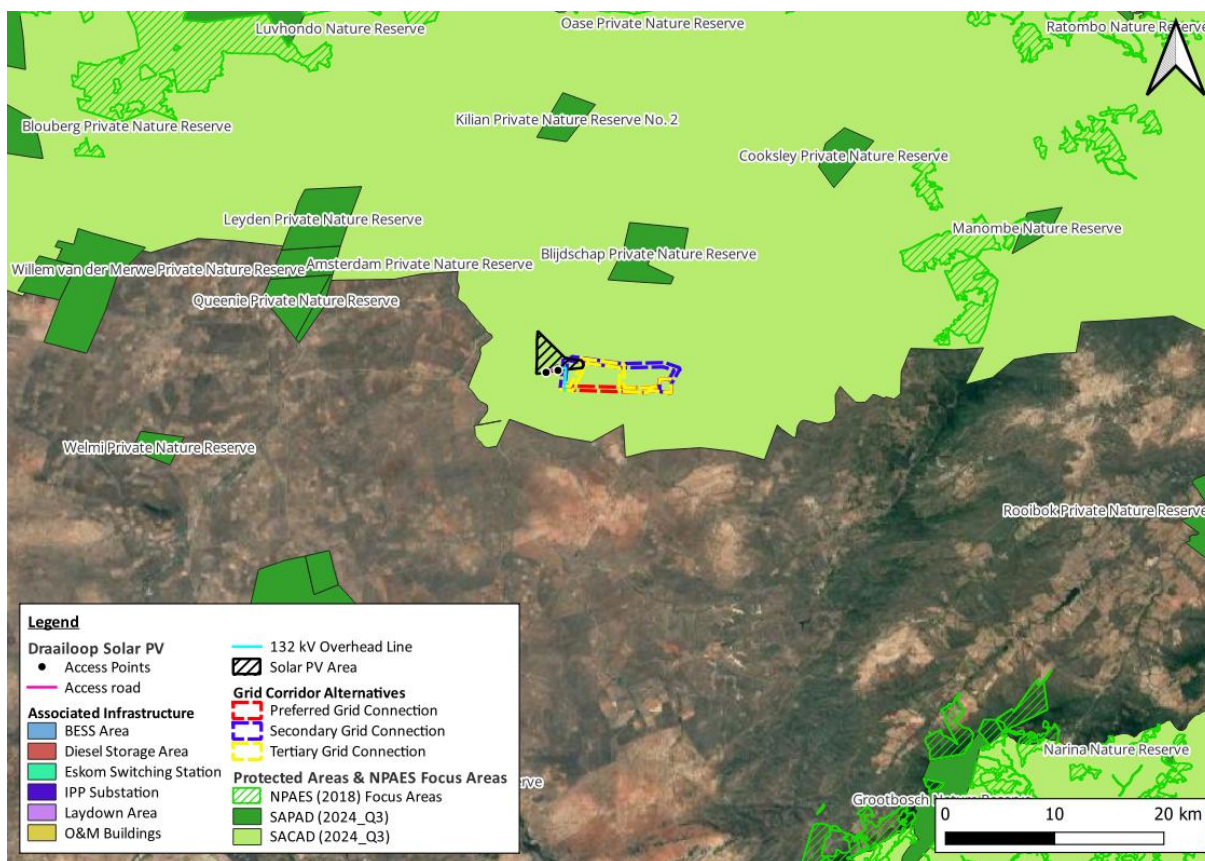 Luvhondo Nature Reserve
Oase Private Nature Reserve
Ratombo Nature Reserve
Blouberg Private Nature Reserve
Kilian Private Nature Reserve No. 2
Cooksley Private Nature Reserve
Leyden Private Nature Reserve
Manombe Nature Reserve
Blijdschap Private Nature Reserve
Willem van der Merwe Private Nature Reserve
Amsterdam Private Nature Reserve
Queenie Private Nature Reserve
Welmi Private Nature Reserve
Rooibok Private Nature Reserve
Narina Nature Reserve
Grootbosch Nature Reserve
Legend
Draailoop Solar PV
Access Points
Access road
Associated Infrastructure
BESS Area
Diesel Storage Area
Eskom Switching Station
IPP Substation
Laydown Area
O&M Buildings
132 kV Overhead Line
Solar PV Area
Grid Corridor Alternatives
Preferred Grid Connection
Secondary Grid Connection
Tertiary Grid Connection
Protected Areas & NPAES Focus Areas
NPAES (2018) Focus Areas
SAPAD (2024_Q3)
SACAD (2024_Q3)
0 10 20 km